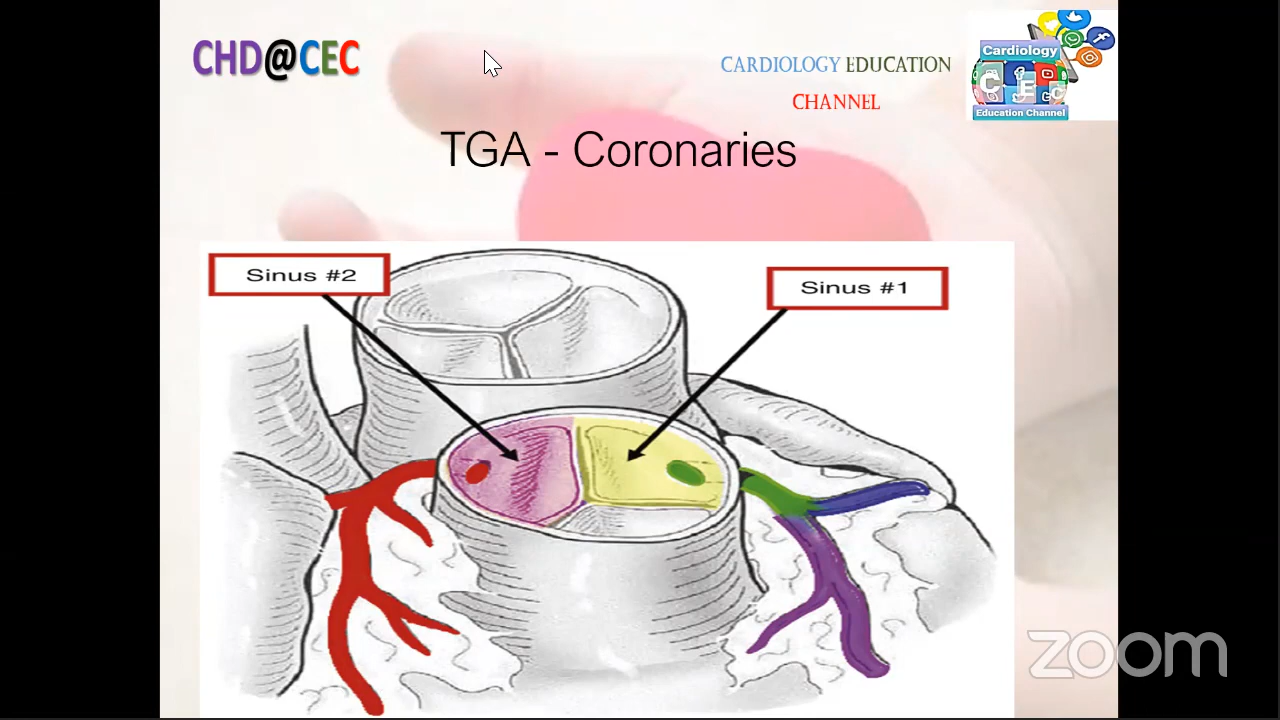 CHD@CEC
CARDIOLOGY EDUCATION
CHANNEL
Cardiology
C E C
Education Channel
TGA - Coronaries
Sinus #2
Sinus #1
zoom